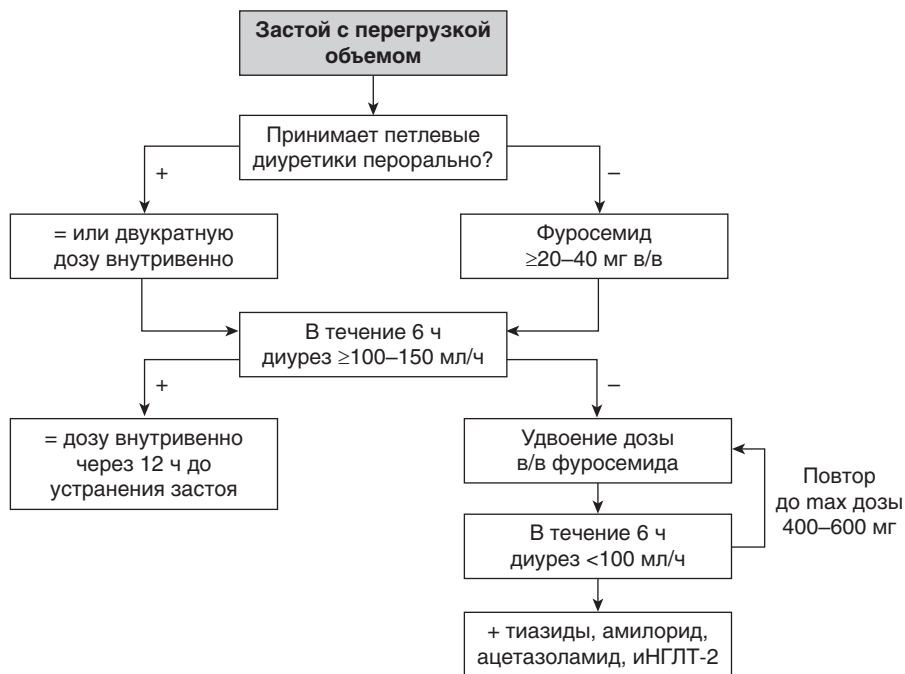 Застой с перегрузкой
объемом
Принимает петлевые
диуретики перорально?
+
–
= или двукратную
дозу внутривенно
Фуросемид
≥20–40 мг в/в
В течение 6 ч
диурез ≥100–150 мл/ч
+
–
= дозу внутривенно
через 12 ч до
устранения застоя
Удвоение дозы
в/в фуросемида
Повтор
до max дозы
400–600 мг
В течение 6 ч
диурез <100 мл/ч
+ тиазиды, амилорид,
ацетазоламид, иНГЛТ-2